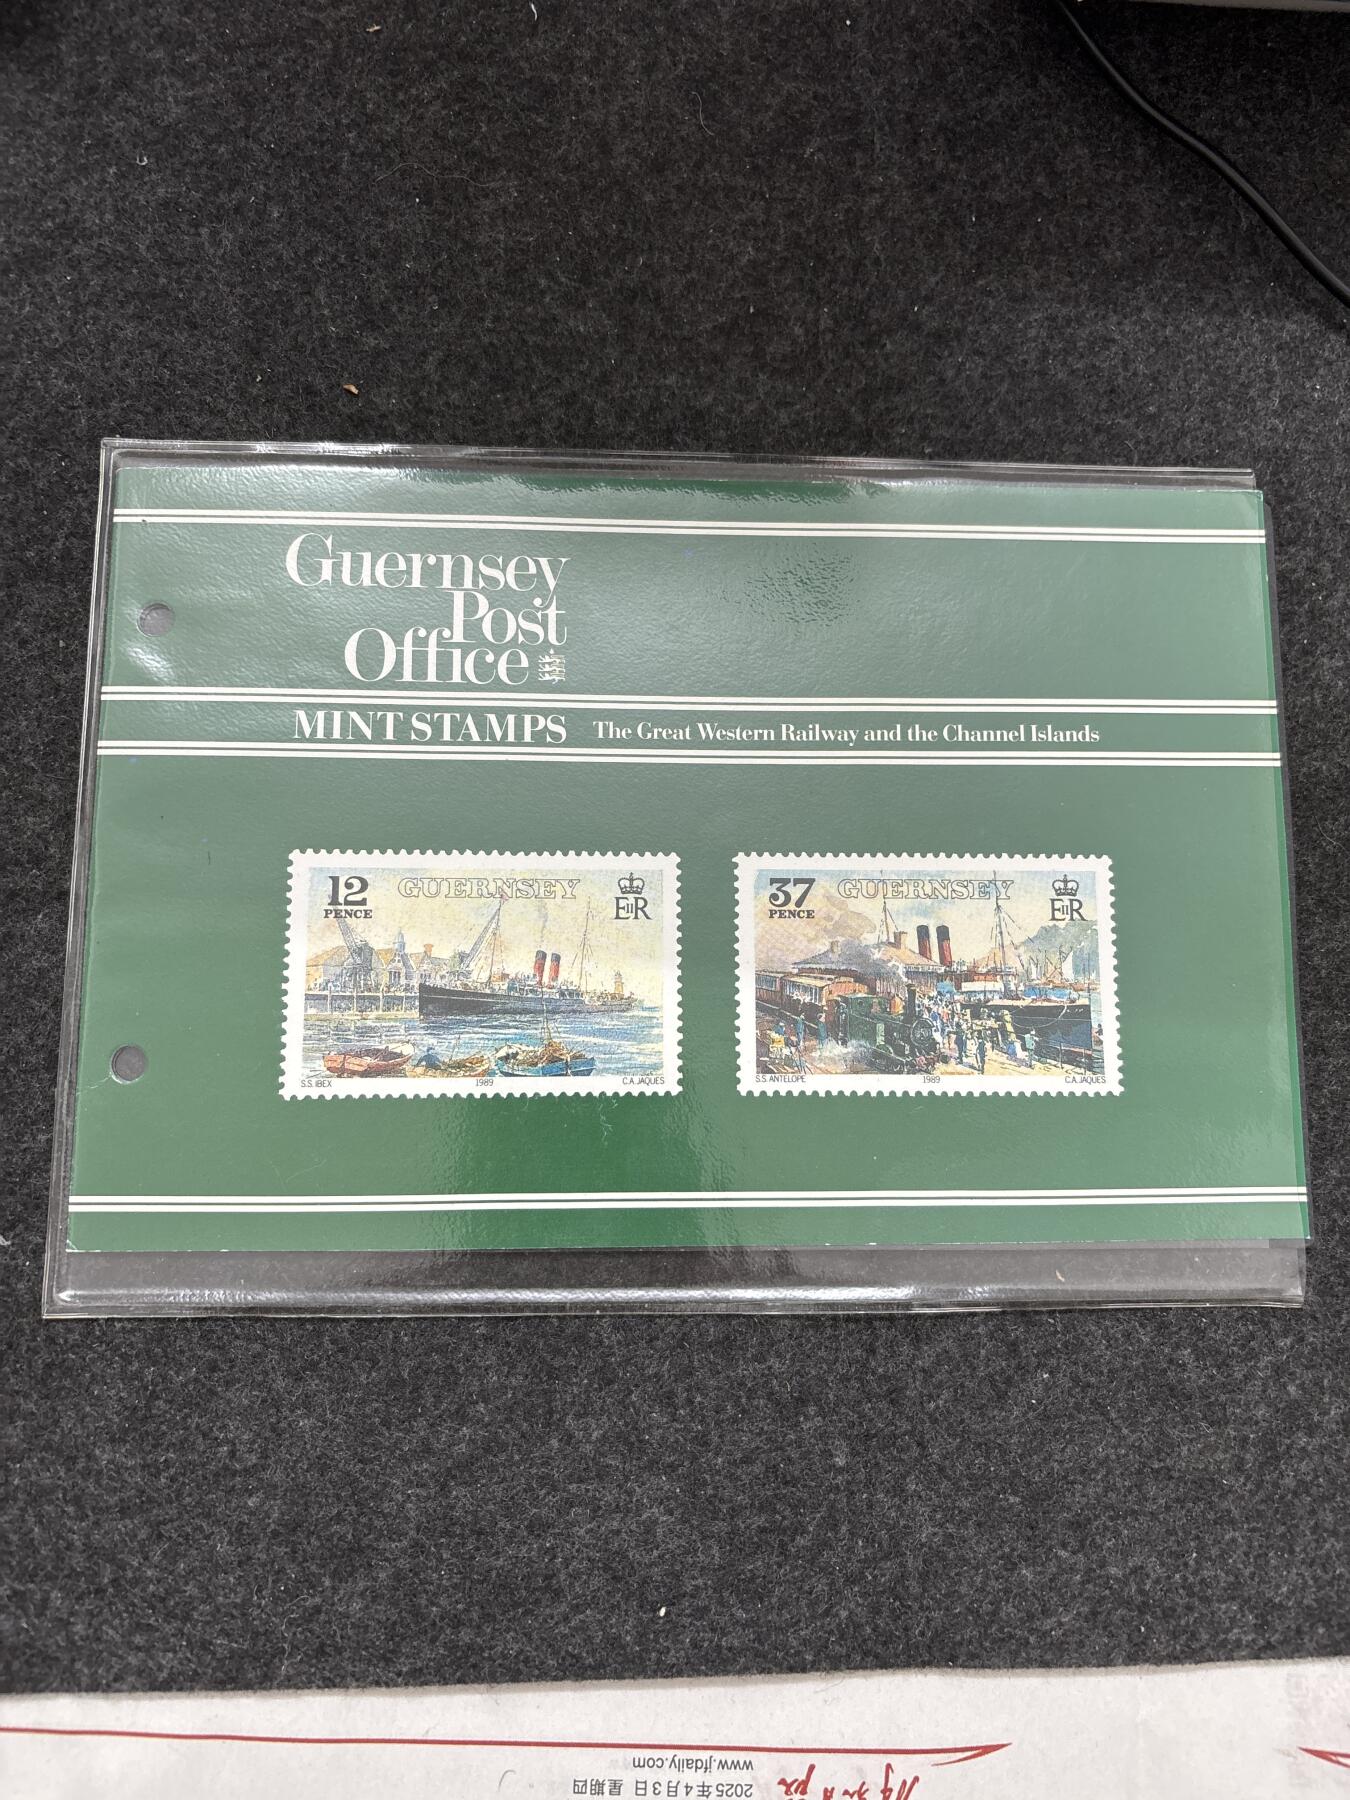 Guernsey
Post
Office
MINT STAMPS The Great Western Railway and the Channel Islands
12
PENCE
GUERNSEY
EIIR
S.S. IBEX
1989
C.A. JAQUES
37
PENCE
GUERNSEY
EIIR
S.S. ANTELOPE
1989
C.A. JAQUES
www.jfdaily.com
2025年4月3日 星期四